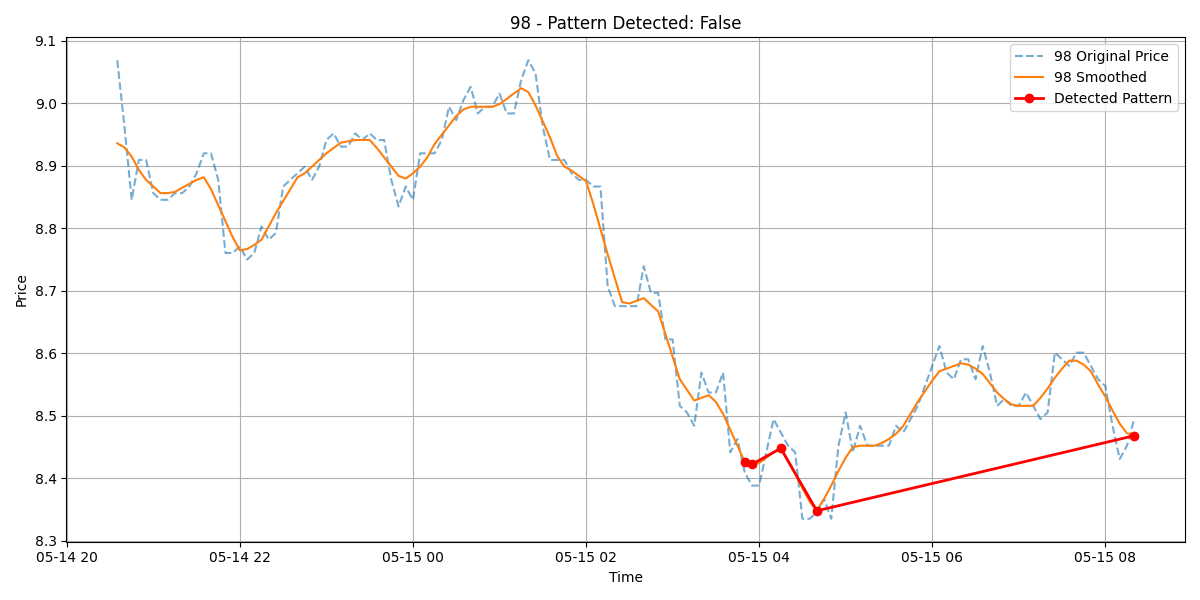 98 - Pattern Detected: False
98 Original Price
98 Smoothed
Detected Pattern
Price
9.1
9.0
8.9
8.8
8.7
8.6
8.5
8.4
8.3
05-14 20
05-14 22
05-15 00
05-15 02
05-15 04
05-15 06
05-15 08
Time